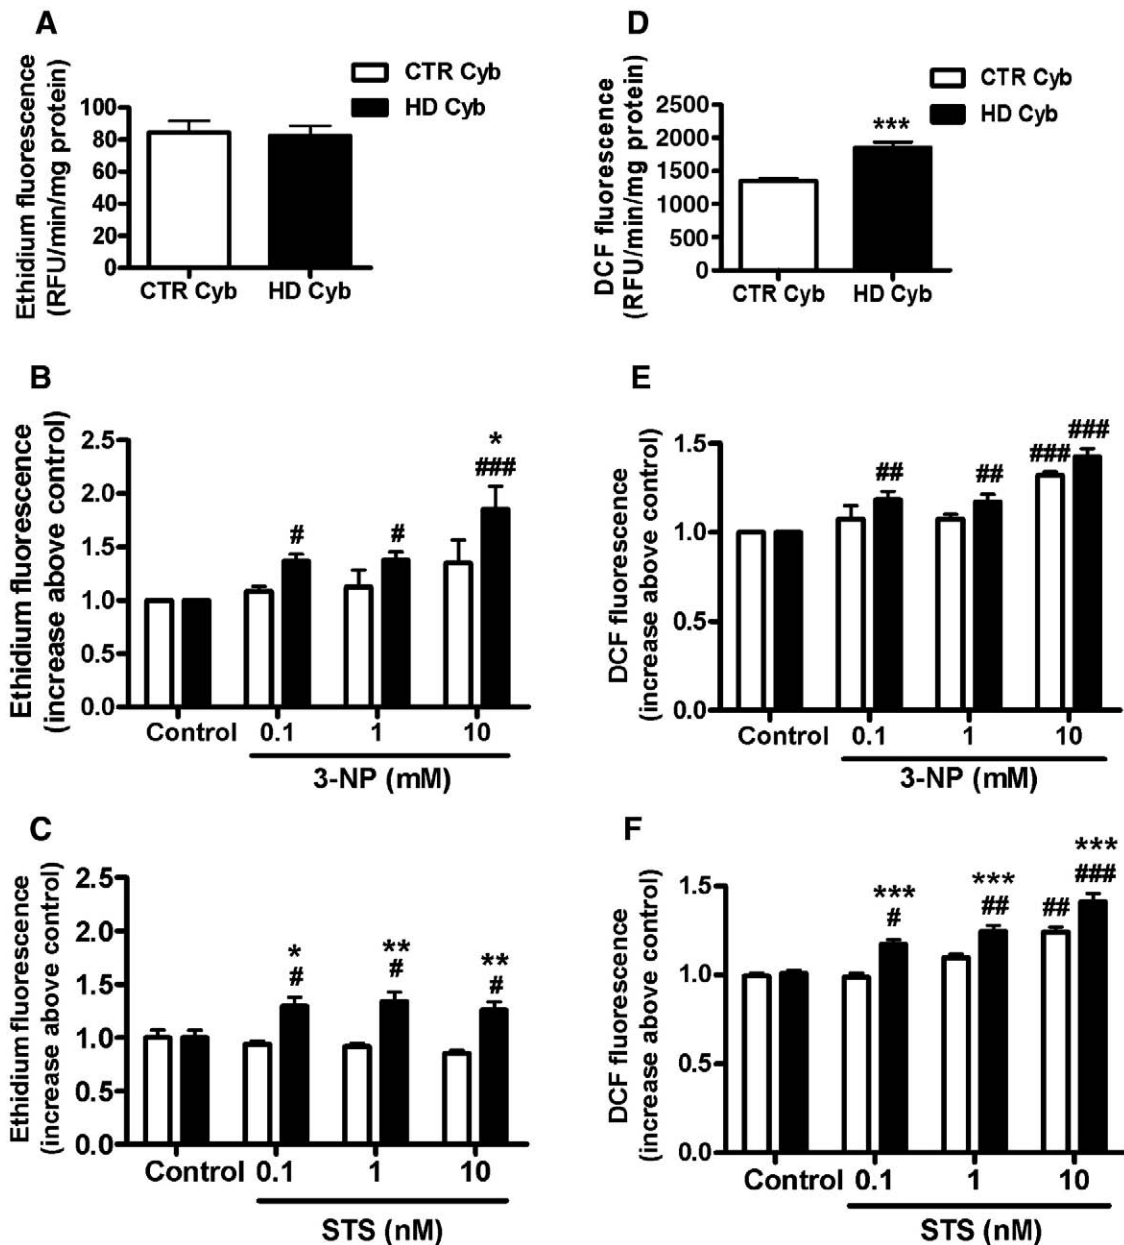 A
CTR Cyb
HD Cyb
Ethidium fluorescence
(RFU/min/mg protein)
100
80
60
40
20
0
CTR Cyb HD Cyb
D
CTR Cyb
HD Cyb
DCF fluorescence
(RFU/min/mg protein)
2500
2000
1500
1000
500
0
***
CTR Cyb HD Cyb
B
Ethidium fluorescence
(increase above control)
2.5
2.0
1.5
1.0
0.5
0.0
*
# # ###
Control 0.1 1 10
3-NP (mM)
E
DCF fluorescence
(increase above control)
1.5
1.0
0.5
0.0
## ## ### ###
Control 0.1 1 10
3-NP (mM)
C
Ethidium fluorescence
(increase above control)
2.5
2.0
1.5
1.0
0.5
0.0
* ** **
# # #
Control 0.1 1 10
STS (nM)
F
DCF fluorescence
(increase above control)
1.5
1.0
0.5
0.0
*** *** ***
# ## ## ###
Control 0.1 1 10
STS (nM)